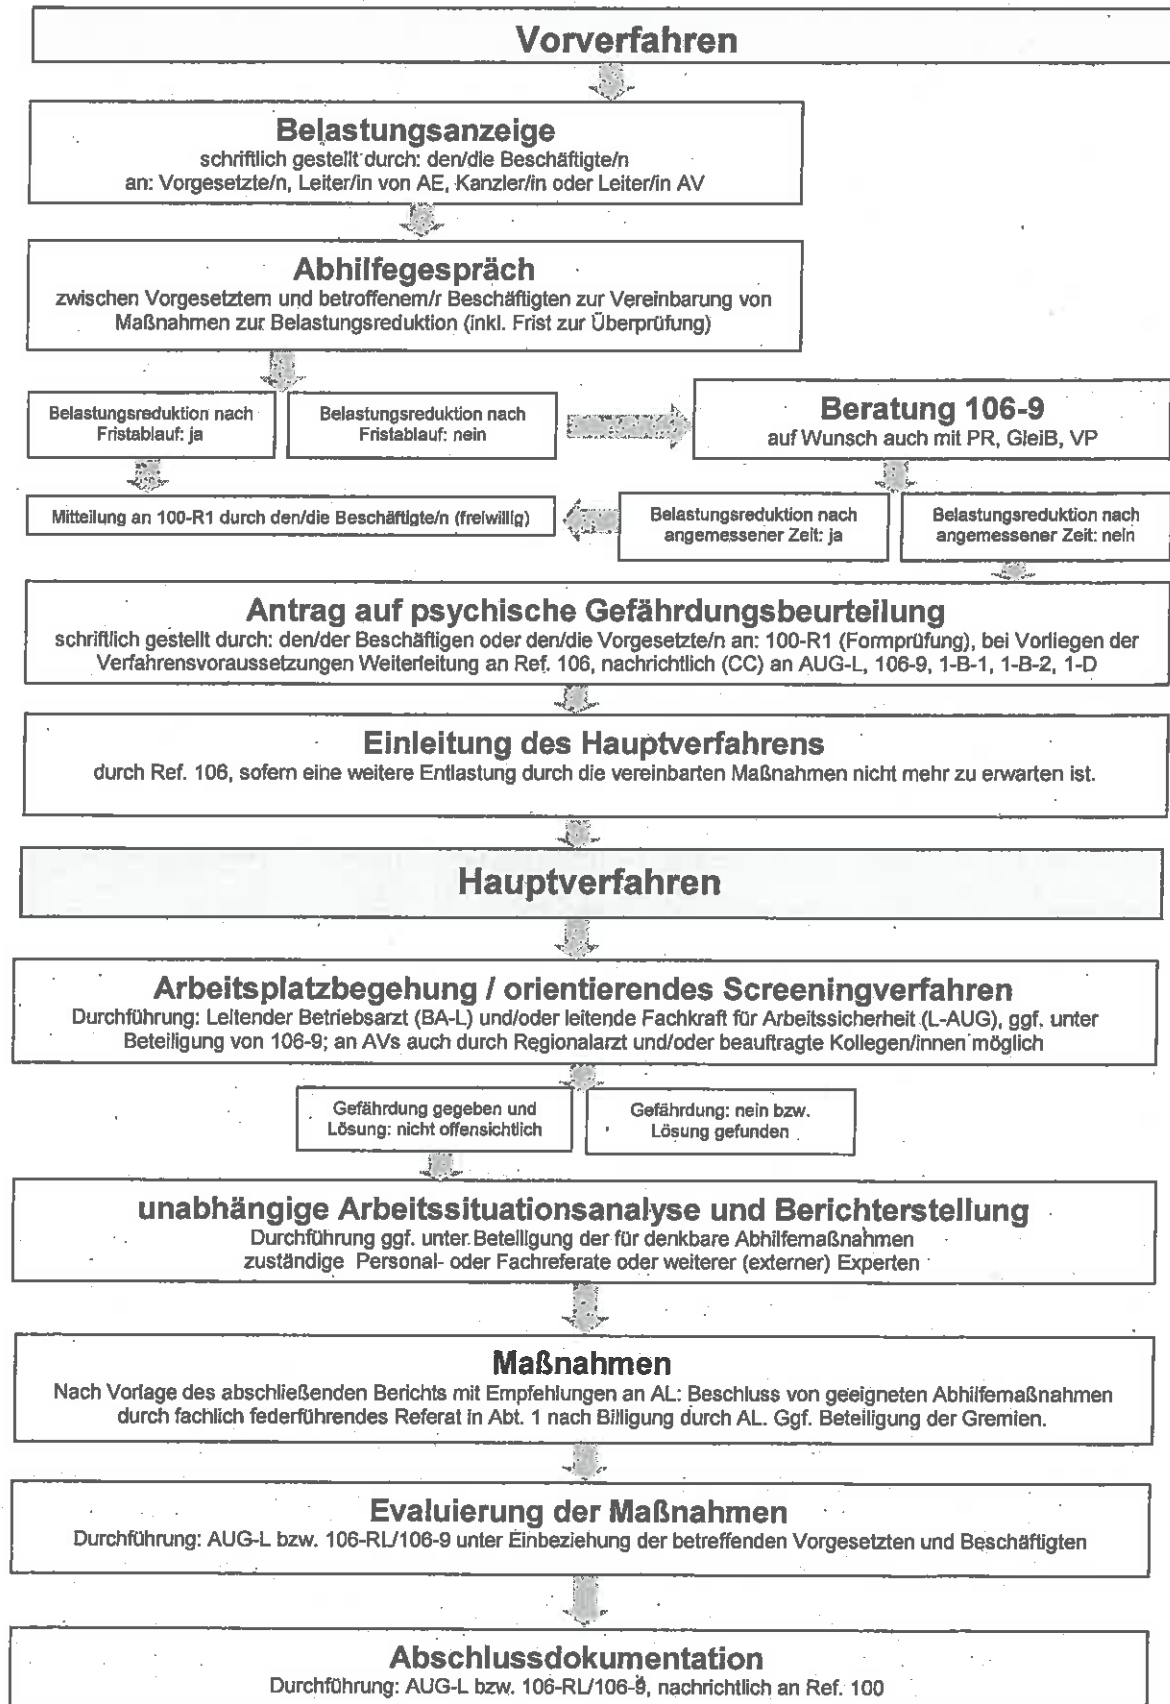 Vorverfahren
Belastungsanzeige
schriftlich gestellt durch: den/die Beschäftigte/n
an: Vorgesetzte/n, Leiter/in von AE, Kanzler/in oder Leiter/in AV
Abhilfegespräch
zwischen Vorgesetztem und betroffenem/r Beschäftigten zur Vereinbarung von
Maßnahmen zur Belastungsreduktion (inkl. Frist zur Überprüfung)
Belastungsreduktion nach
Fristablauf: ja
Belastungsreduktion nach
Fristablauf: nein
Beratung 106-9
auf Wunsch auch mit PR, GleiB, VP
Mitteilung an 100-R1 durch den/die Beschäftigte/n (freiwillig)
Belastungsreduktion nach
angemessener Zeit: ja
Belastungsreduktion nach
angemessener Zeit: nein
Antrag auf psychische Gefährdungsbeurteilung
schriftlich gestellt durch: den/der Beschäftigen oder den/die Vorgesetzte/n an: 100-R1 (Formprüfung), bei Vorliegen der
Verfahrensvoraussetzungen Weiterleitung an Ref. 106, nachrichtlich (CC) an AUG-L, 106-9, 1-B-1, 1-B-2, 1-D
Einleitung des Hauptverfahrens
durch Ref. 106, sofern eine weitere Entlastung durch die vereinbarten Maßnahmen nicht mehr zu erwarten ist.
Hauptverfahren
Arbeitsplatzbegehung / orientierendes Screeningverfahren
Durchführung: Leitender Betriebsarzt (BA-L) und/oder leitende Fachkraft für Arbeitssicherheit (L-AUG), ggf. unter
Beteiligung von 106-9; an AVs auch durch Regionalarzt und/oder beauftragte Kollegen/innen möglich
Gefährdung gegeben und
Lösung: nicht offensichtlich
Gefährdung: nein bzw.
Lösung gefunden
unabhängige Arbeitssituationsanalyse und Berichterstellung
Durchführung ggf. unter Beteiligung der für denkbare Abhilfemaßnahmen
zuständige Personal- oder Fachreferate oder weiterer (externer) Experten
Maßnahmen
Nach Vorlage des abschließenden Berichts mit Empfehlungen an AL: Beschluss von geeigneten Abhilfemaßnahmen
durch fachlich federführendes Referat in Abt. 1 nach Billigung durch AL. Ggf. Beteiligung der Gremien.
Evaluierung der Maßnahmen
Durchführung: AUG-L bzw. 106-RL/106-9 unter Einbeziehung der betreffenden Vorgesetzten und Beschäftigten
Abschlussdokumentation
Durchführung: AUG-L bzw. 106-RL/106-9, nachrichtlich an Ref. 100